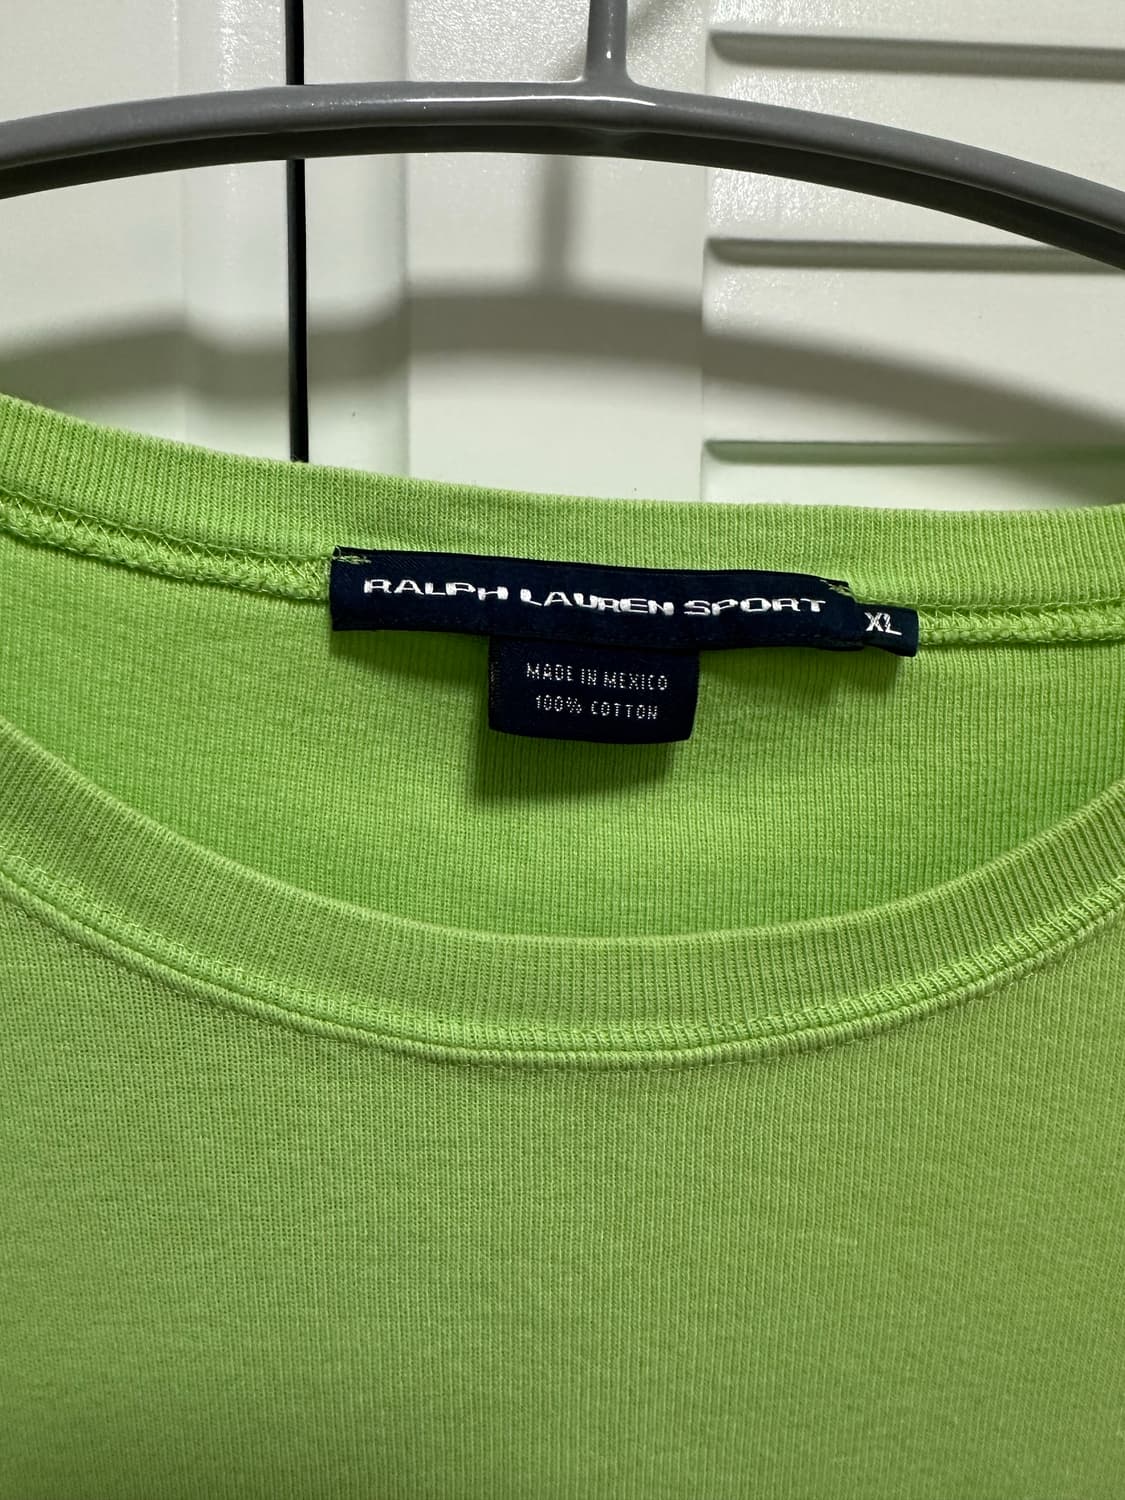 RALPH LAUREN SPORT
XL
MADE IN MEXICO
100% COTTON